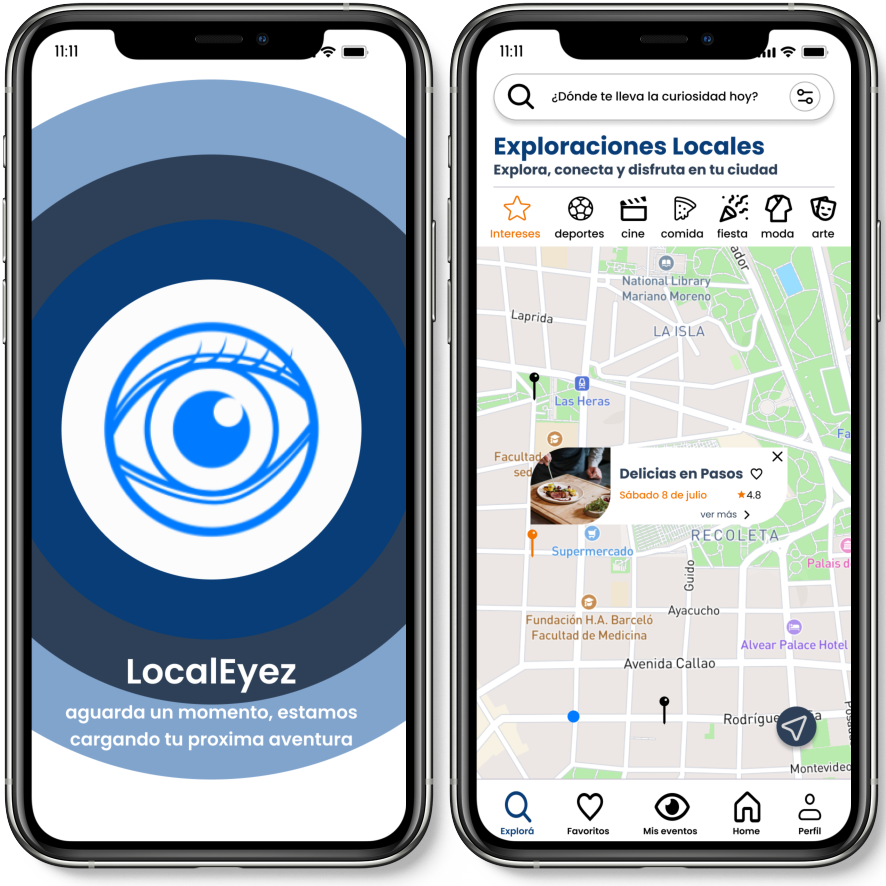 11:11
LocalEyez
aguarda un momento, estamos
cargando tu proxima aventura
11:11
¿Dónde te lleva la curiosidad hoy?
Exploraciones Locales
Explora, conecta y disfruta en tu ciudad
Intereses
deportes
cine
comida
fiesta
moda
arte
ador
National Library
Mariano Moreno
Laprida
LA ISLA
Las Heras
Fa
Facultad
sed
Delicias en Pasos
Sábado 8 de julio
4.8
ver más
RECOLETA
Supermercado
Palais d
Guido
Fundación H.A. Barceló
Facultad de Medicina
Ayacucho
Alvear Palace Hotel
Avenida Callao
Rodrígue
Montevideo
Explorá
Favoritos
Mis eventos
Home
Perfil